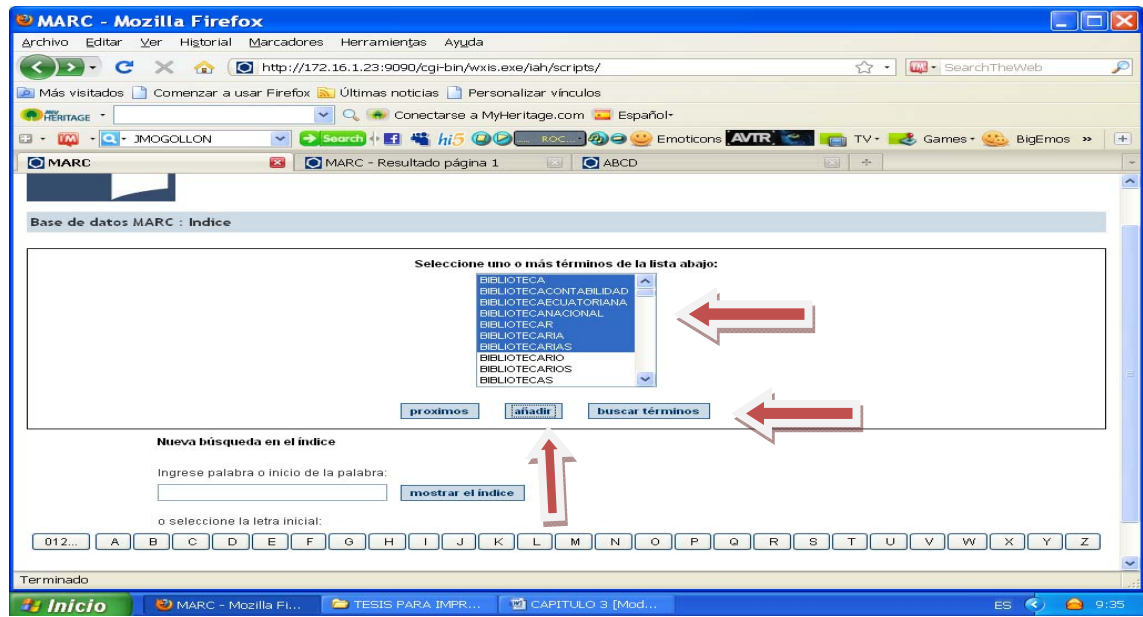 MARC - Mozilla Firefox
Archivo Editar Ver Historial Marcadores Herramientas Ayuda
http://172.16.1.23:9090/cgi-bin/wxis.exe/iah/scripts/ SearchTheWeb
Más visitados Comenzar a usar Firefox Últimas noticias Personalizar vínculos
MY HERITAGE Conectarse a MyHeritage.com Español
JMOGOLLON Search hi5 ROC... AVTR Emoticons TV Games BigEmos »
MARC MARC - Resultado página 1 ABCD
Base de datos MARC : Indice
Seleccione uno o más términos de la lista abajo:
BIBLIOTECA
BIBLIOTECACONTABILIDAD
BIBLIOTECAECUATORIANA
BIBLIOTECANACIONAL
BIBLIOTECAR
BIBLIOTECARIA
BIBLIOTECARIAS
BIBLIOTECARIO
BIBLIOTECARIOS
BIBLIOTECAS
proximos añadir buscar términos
Nueva búsqueda en el índice
Ingrese palabra o inicio de la palabra:
mostrar el índice
o seleccione la letra inicial:
012... A B C D E F G H I J K L M N O P Q R S T U V W X Y Z
Terminado
Inicio MARC - Mozilla Fi... TESIS PARA IMPR... CAPITULO 3 [Mod... ES 9:35